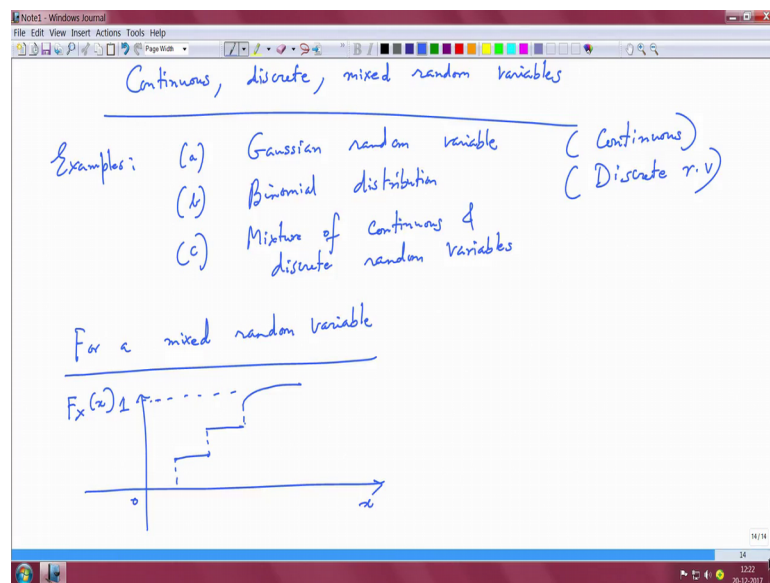 Note1 - Windows Journal
File Edit View Insert Actions Tools Help
Page Width
Continuous, discrete, mixed random variables
Examples: (a) Gaussian random variable (Continuous)
(b) Binomial distribution (Discrete r.v)
(c) Mixture of continuous &
discrete random variables
For a mixed random variable
F_X(x) 1
0
x
14/14
14
12:22
20-12-2017